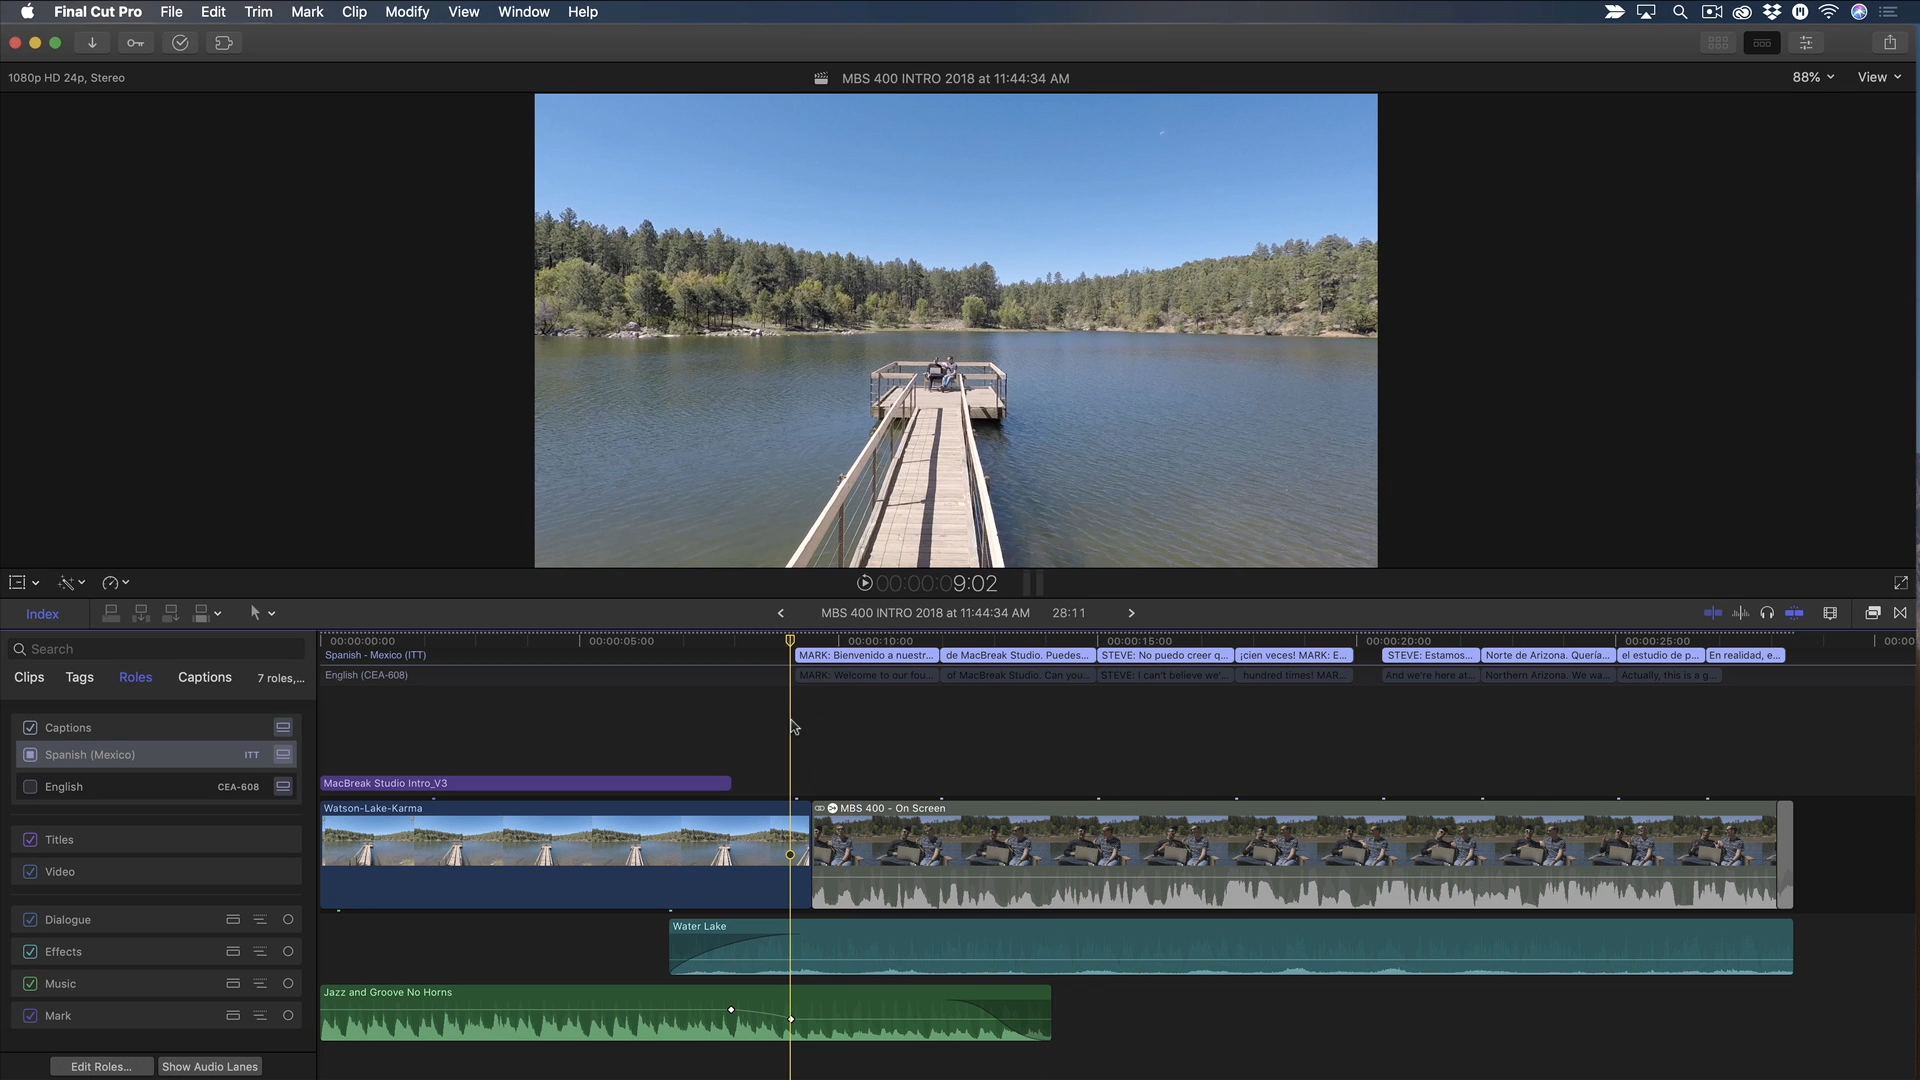 Final Cut Pro File Edit Trim Mark Clip Modify View Window Help
1080p HD 24p, Stereo
MBS 400 INTRO 2018 at 11:44:34 AM
88%
View
00:00:00:09:02
Index
MBS 400 INTRO 2018 at 11:44:34 AM 28:11
Search
Clips Tags Roles Captions 7 roles,...
Captions
Spanish (Mexico) ITT
English CEA-608
Titles
Video
Dialogue
Effects
Music
Mark
Edit Roles...
Show Audio Lanes
00:00:00:00 00:00:05:00 00:00:10:00 00:00:15:00 00:00:20:00 00:00:25:00 00:00
Spanish - Mexico (ITT)
MARK: Bienvenido a nuestr... de MacBreak Studio. Puedes... STEVE: No puedo creer q... ¡cien veces! MARK: E... STEVE: Estamos... Norte de Arizona. Quería... el estudio de p... En realidad, e...
English (CEA-608)
MARK: Welcome to our fou... of MacBreak Studio. Can you... STEVE: I can't believe we'... hundred times! MAR... And we're here at... Northern Arizona. We wa... Actually, this is a g...
MacBreak Studio Intro_V3
Watson-Lake-Karma
MBS 400 - On Screen
Water Lake
Jazz and Groove No Horns